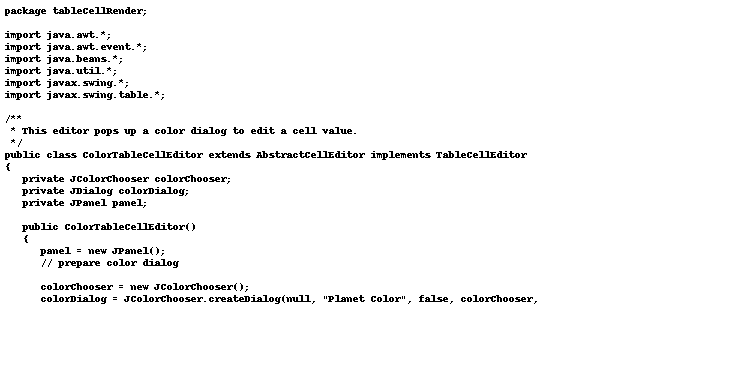 package tableCellRender;

import java.awt.*;
import java.awt.event.*;
import java.beans.*;
import java.util.*;
import javax.swing.*;
import javax.swing.table.*;

/**
 * This editor pops up a color dialog to edit a cell value.
 */
public class ColorTableCellEditor extends AbstractCellEditor implements TableCellEditor
{
   private JColorChooser colorChooser;
   private JDialog colorDialog;
   private JPanel panel;

   public ColorTableCellEditor()
   {
      panel = new JPanel();
      // prepare color dialog

      colorChooser = new JColorChooser();
      colorDialog = JColorChooser.createDialog(null, "Planet Color", false, colorChooser,